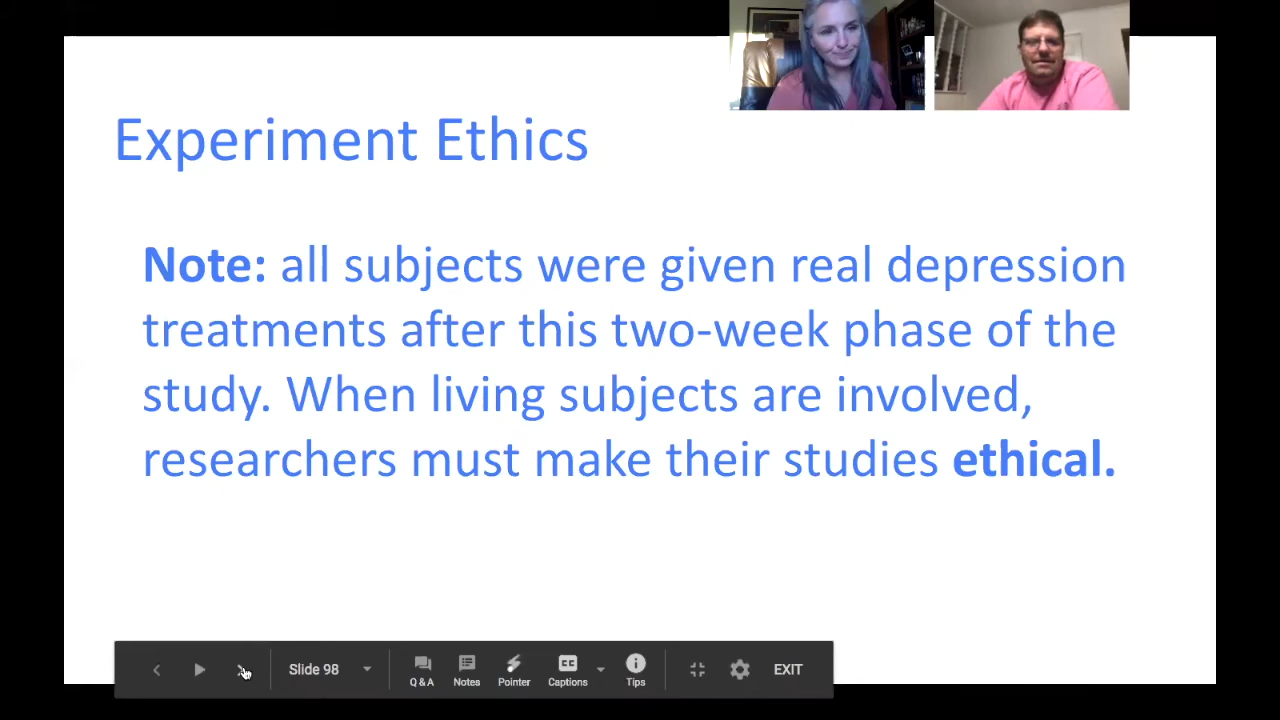 Experiment Ethics
Note: all subjects were given real depression
treatments after this two-week phase of the
study. When living subjects are involved,
researchers must make their studies ethical.
Slide 98
Q & A
Notes
Pointer
CC
Captions
Tips
EXIT